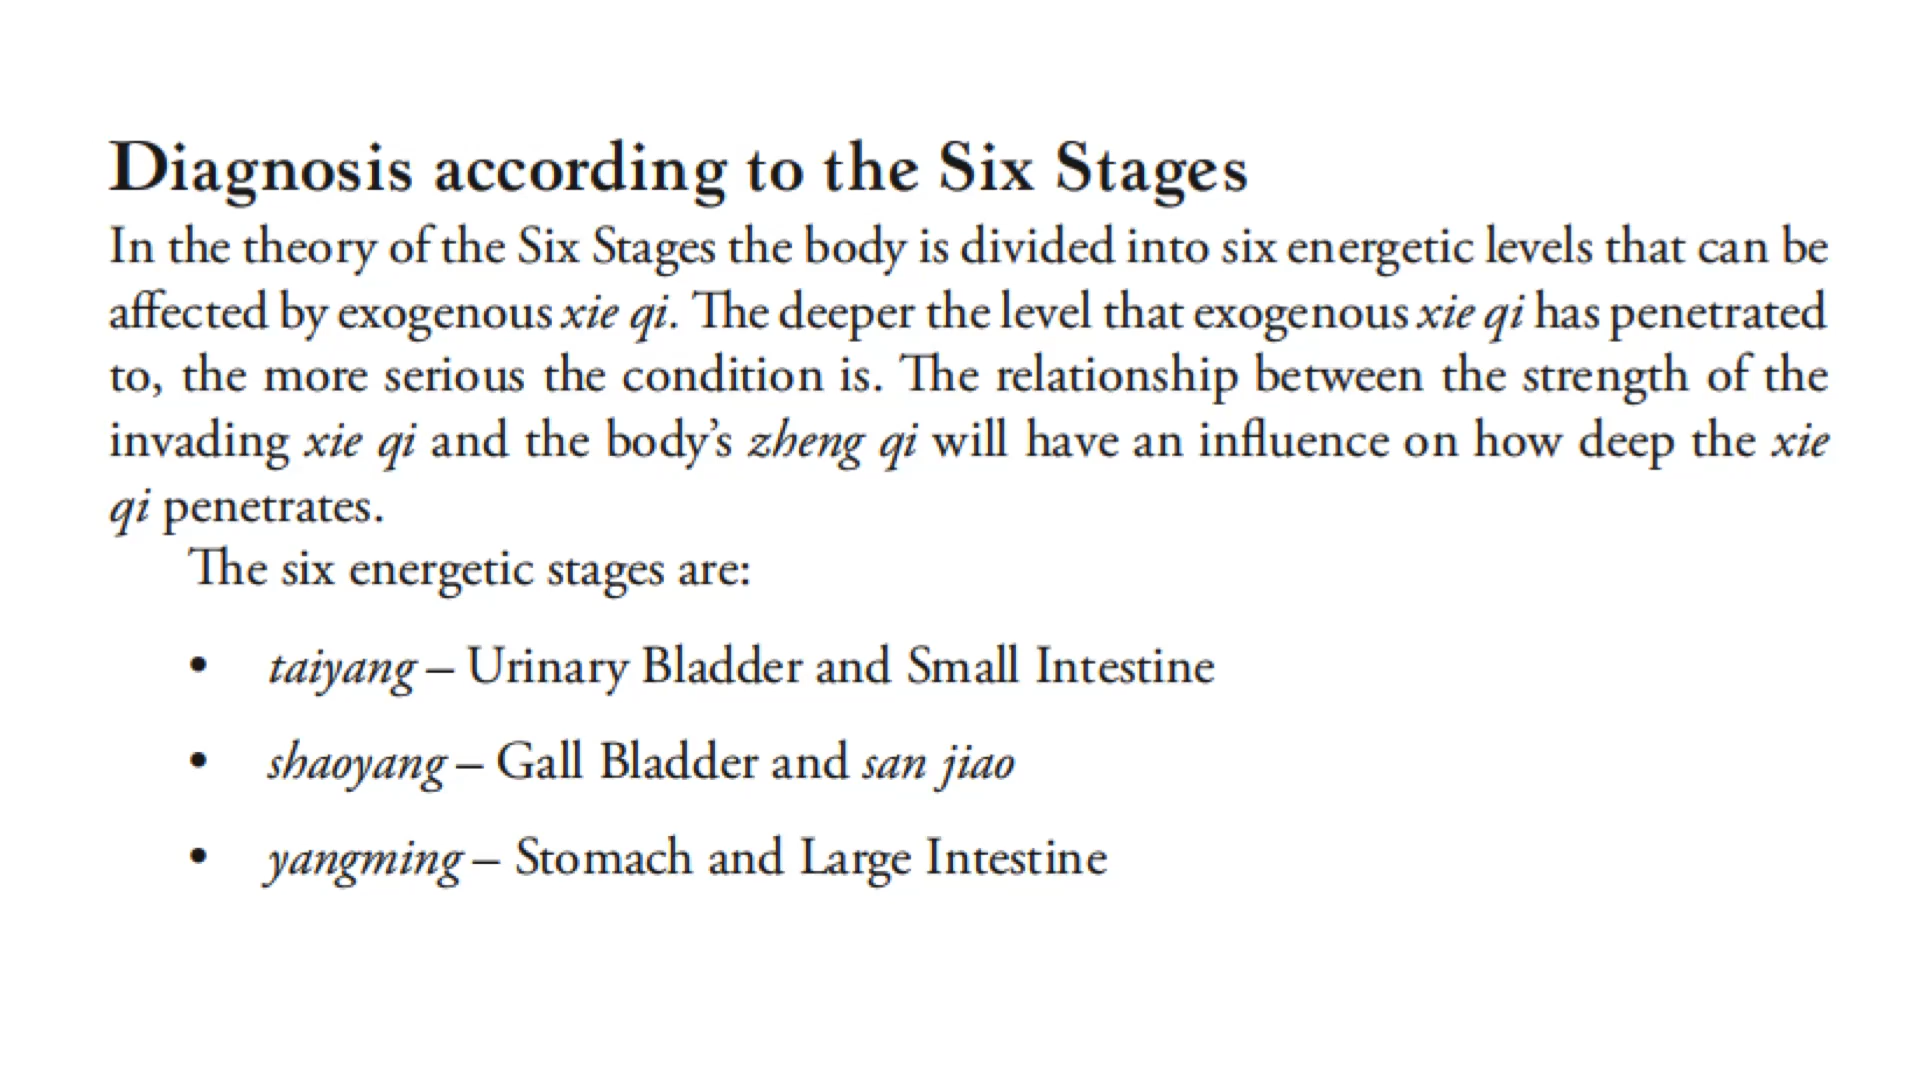 Diagnosis according to the Six Stages
In the theory of the Six Stages the body is divided into six energetic levels that can be
affected by exogenous xie qi. The deeper the level that exogenous xie qi has penetrated
to, the more serious the condition is. The relationship between the strength of the
invading xie qi and the body’s zheng qi will have an influence on how deep the xie
qi penetrates.
The six energetic stages are:
• taiyang – Urinary Bladder and Small Intestine
• shaoyang – Gall Bladder and san jiao
• yangming – Stomach and Large Intestine